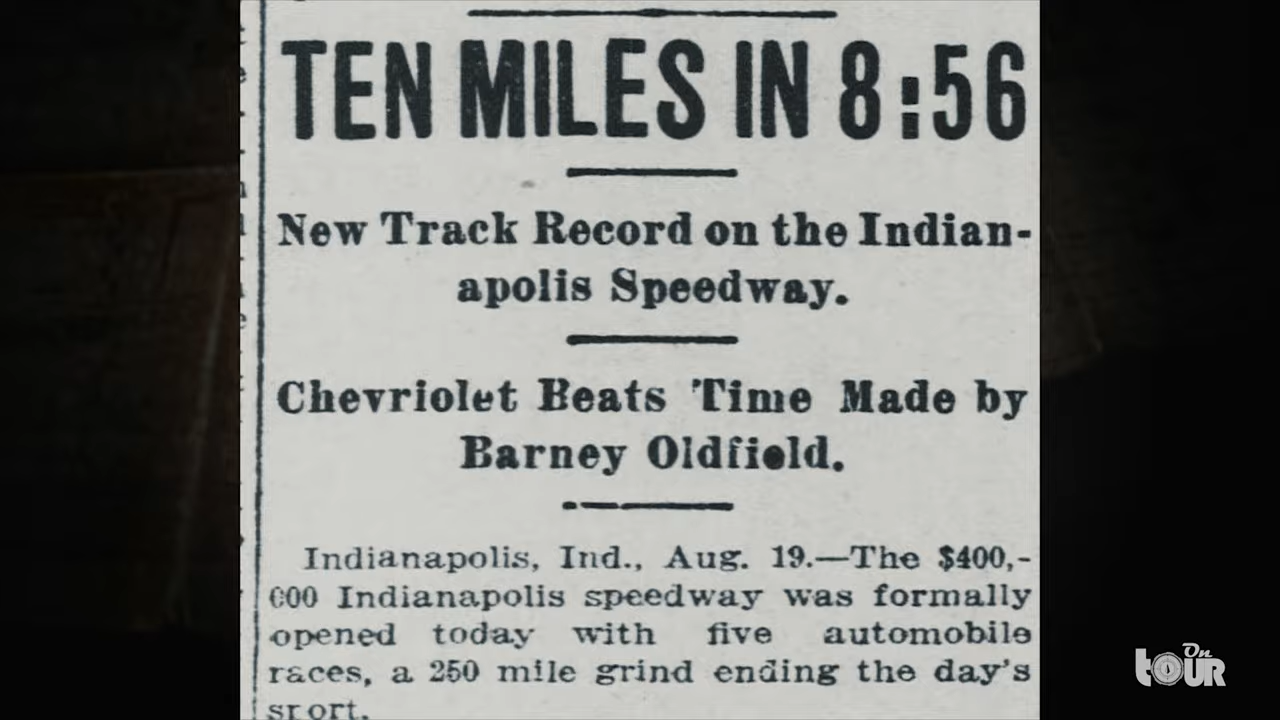 TEN MILES IN 8:56
New Track Record on the Indian-
apolis Speedway.
Chevriolet Beats Time Made by
Barney Oldfield.
Indianapolis, Ind., Aug. 19.—The $400,-
000 Indianapolis speedway was formally
opened today with five automobile
races, a 250 mile grind ending the day's
sport.
On
tOUR